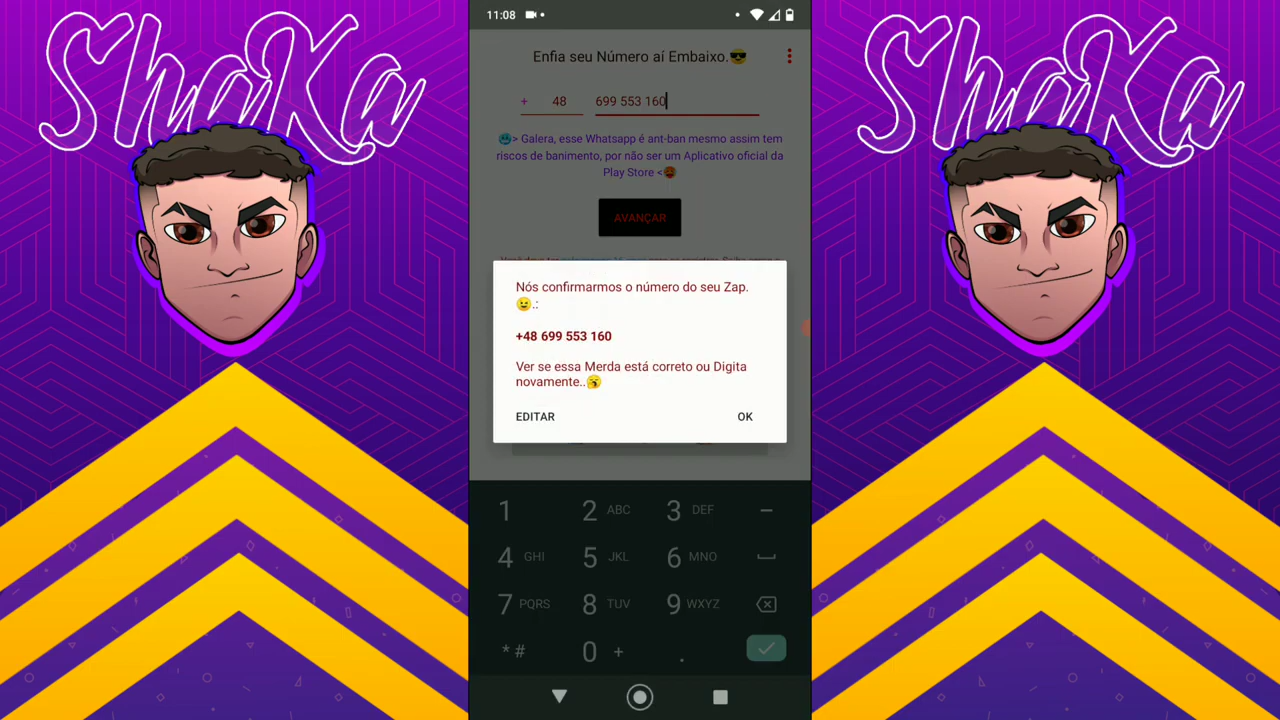 ShaKa
ShaKa
11:08
Enfia seu Número aí Embaixo.😎
+ 48 699 553 160
🥶> Galera, esse Whatsapp é ant-ban mesmo assim tem
riscos de banimento, por não ser um Aplicativo oficial da
Play Store <🥵
AVANÇAR
Nós confirmarmos o número do seu Zap.
😉.:
+48 699 553 160
Ver se essa Merda está correto ou Digita
novamente..🥱
EDITAR OK
1 2 ABC 3 DEF –
4 GHI 5 JKL 6 MNO
7 PQRS 8 TUV 9 WXYZ
* # 0 + .